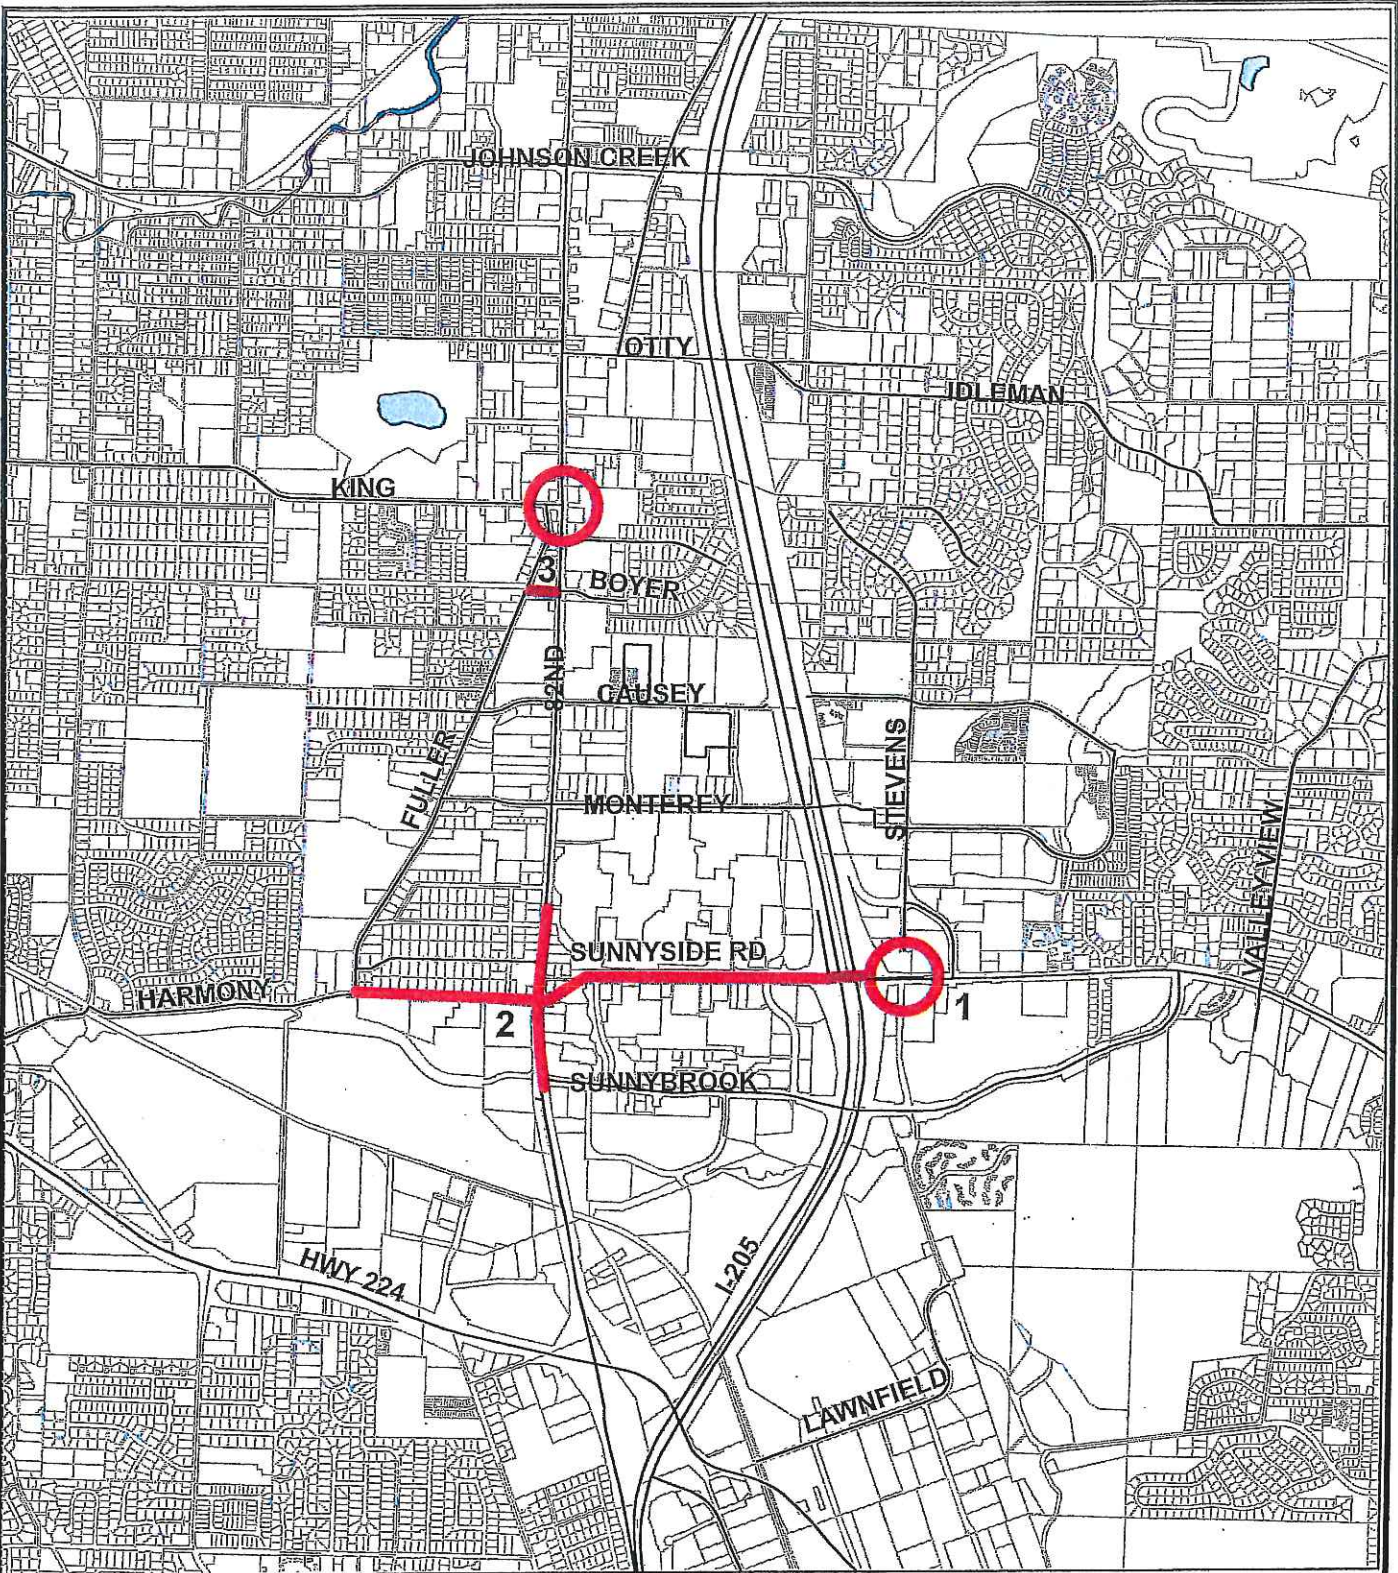 JOHNSON CREEK
OTTY
IDLEMAN
KING
3
BOYER
82ND
CAUSEY
FULLER
STEVENS
MONTEREY
VALLEY VIEW
SUNNYSIDE RD
HARMONY
1
2
SUNNYBROOK
HWY 224
I-205
LAWNFIELD